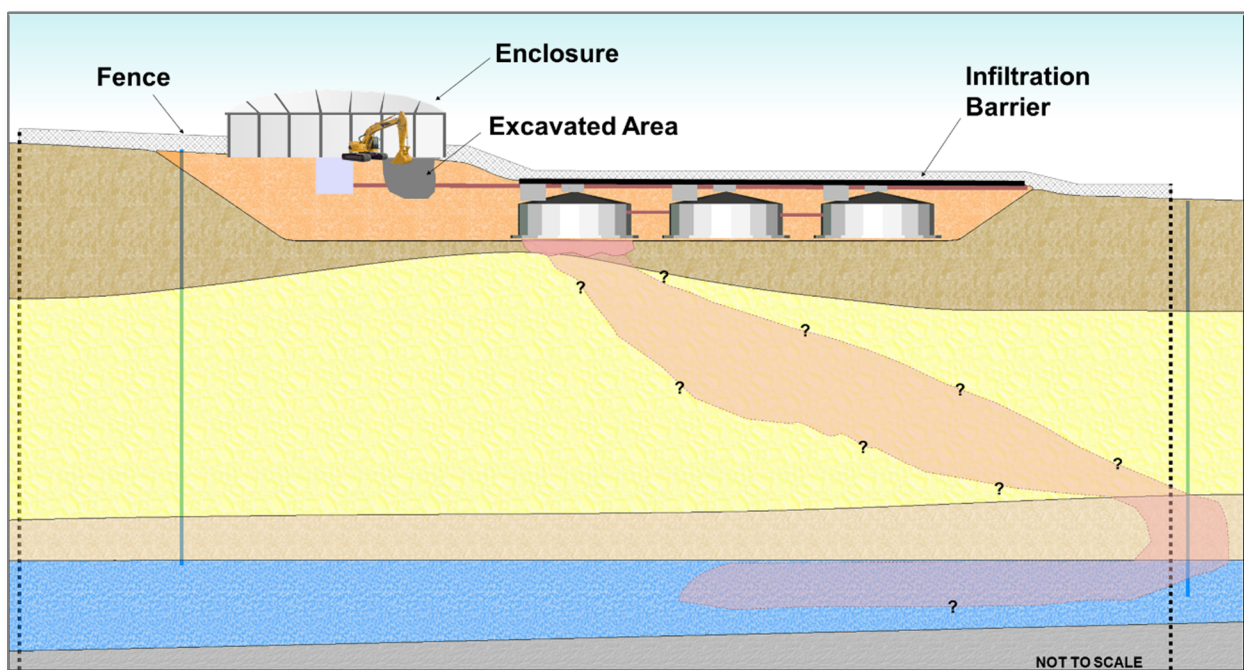 Enclosure
Fence
Infiltration
Barrier
Excavated Area
?
?
?
?
?
?
?
?
?
NOT TO SCALE